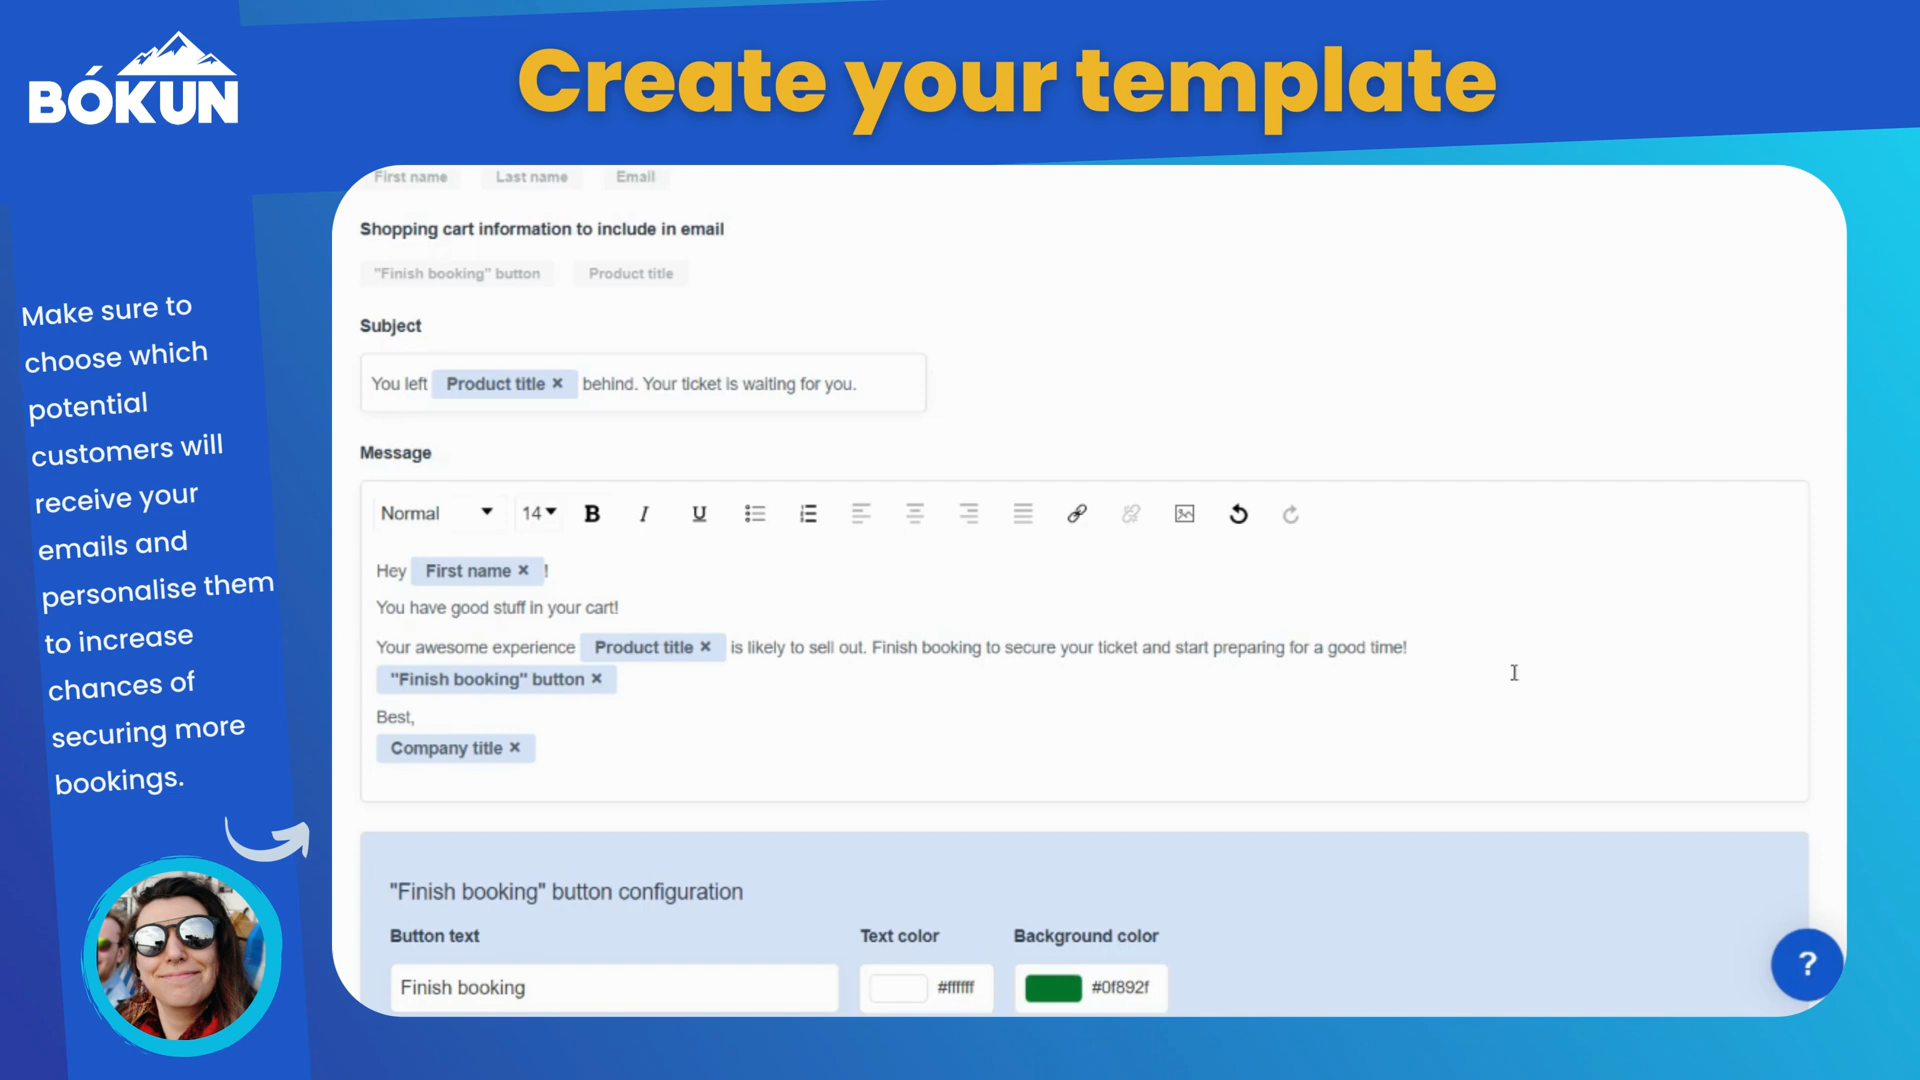 BÓKUN
Create your template
Make sure to
choose which
potential
customers will
receive your
emails and
personalise them
to increase
chances of
securing more
bookings.
First name Last name Email
Shopping cart information to include in email
"Finish booking" button Product title
Subject
You left Product title × behind. Your ticket is waiting for you.
Message
Normal 14 B I U
Hey First name × !
You have good stuff in your cart!
Your awesome experience Product title × is likely to sell out. Finish booking to secure your ticket and start preparing for a good time!
"Finish booking" button ×
Best,
Company title ×
"Finish booking" button configuration
Button text Text color Background color
Finish booking #ffffff #0f892f
?